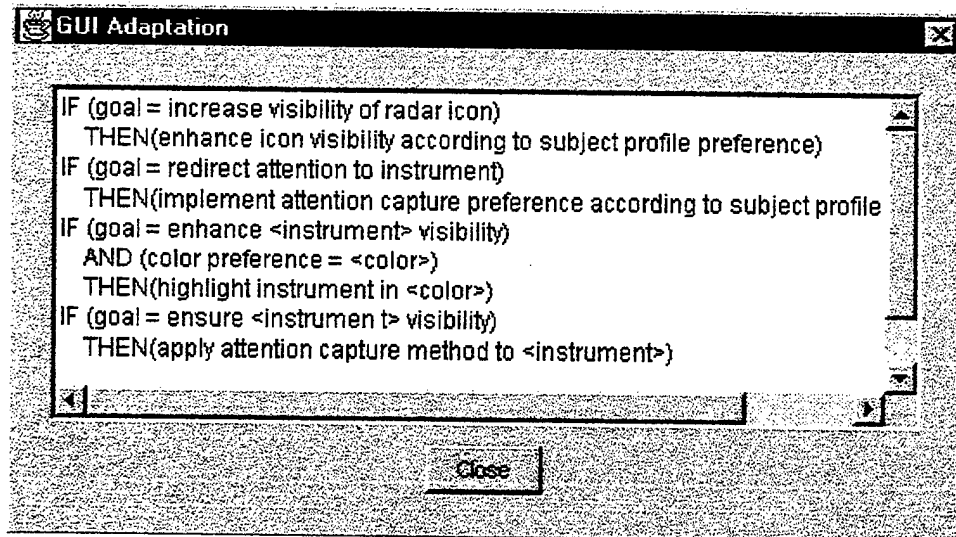 GUI Adaptation
IF (goal = increase visibility of radar icon)
THEN(enhance icon visibility according to subject profile preference)
IF (goal = redirect attention to instrument)
THEN(implement attention capture preference according to subject profile
IF (goal = enhance <instrument> visibility)
AND (color preference = <color>)
THEN(highlight instrument in <color>)
IF (goal = ensure <instrumen t> visibility)
THEN(apply attention capture method to <instrument>)
Close